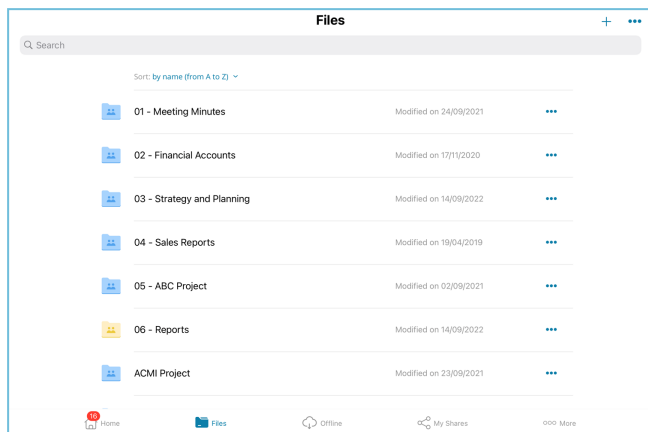 Files
Search
Sort: by name (from A to Z)
01 - Meeting Minutes Modified on 24/09/2021
02 - Financial Accounts Modified on 17/11/2020
03 - Strategy and Planning Modified on 14/09/2022
04 - Sales Reports Modified on 19/04/2019
05 - ABC Project Modified on 02/09/2021
06 - Reports Modified on 14/09/2022
ACMI Project Modified on 23/09/2021
16 Home Files Offline My Shares More